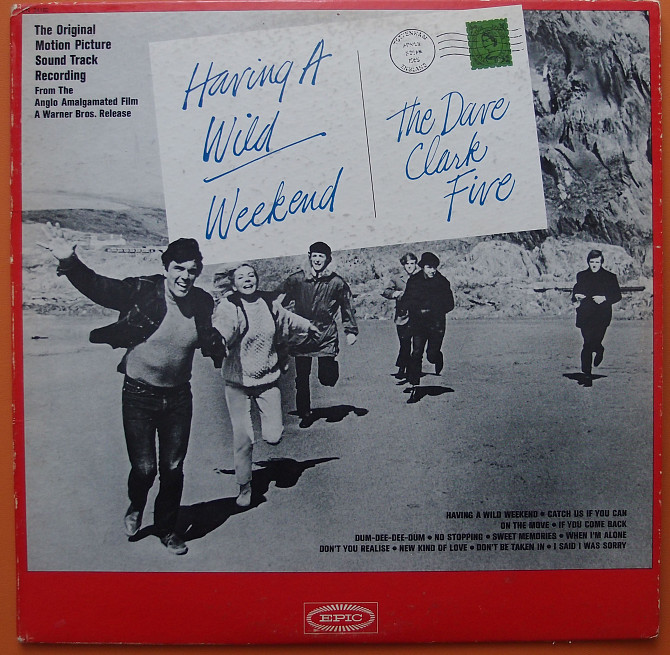 The Original
Motion Picture
Sound Track
Recording
From The
Anglo Amalgamated Film
A Warner Bros. Release
Having A
Wild
Weekend
TOTTENHAM
ENGLAND
The Dave
Clark
Five
HAVING A WILD WEEKEND • CATCH US IF YOU CAN
ON THE MOVE • IF YOU COME BACK
DUM-DEE-DEE-DUM • NO STOPPING • SWEET MEMORIES • WHEN I'M ALONE
DON'T YOU REALISE • NEW KIND OF LOVE • DON'T BE TAKEN IN • I SAID I WAS SORRY
EPIC